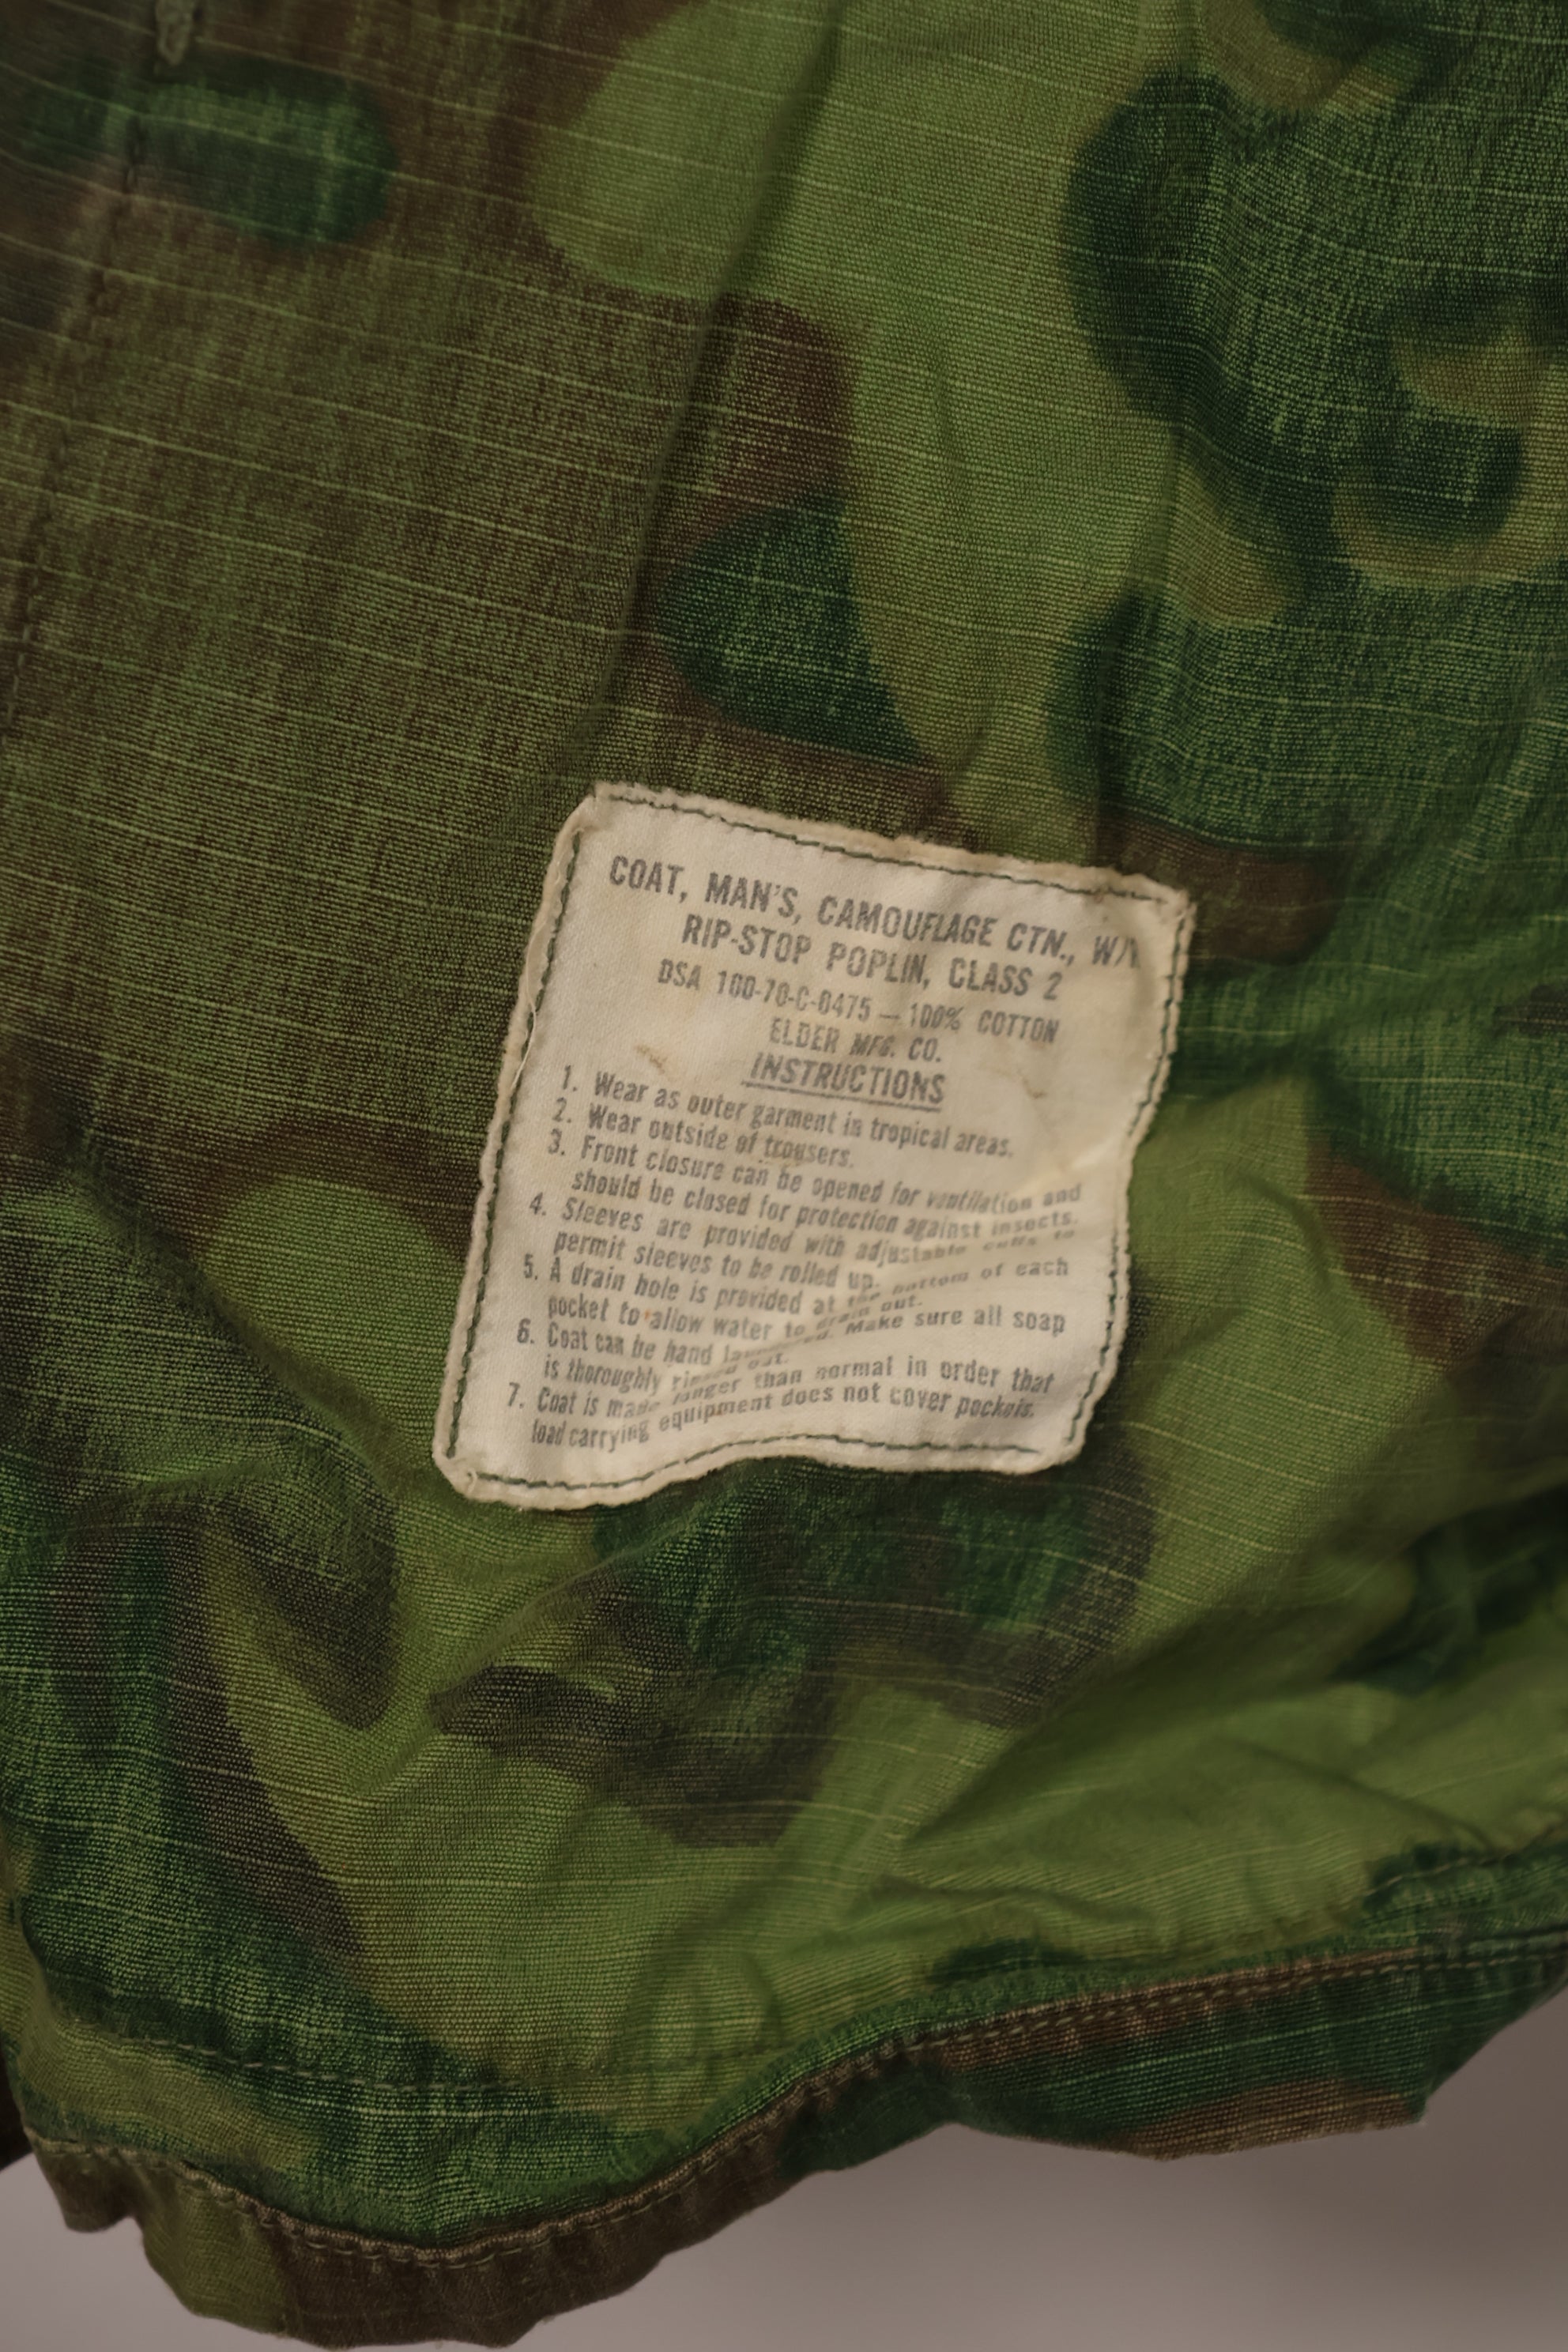 COAT, MAN'S, CAMOUFLAGE CTN., W/
RIP-STOP POPLIN, CLASS 2
DSA 100-70-C-0475 — 100% COTTON
ELDER MFG. CO.
INSTRUCTIONS
1. Wear as outer garment in tropical areas.
2. Wear outside of trousers.
3. Front closure can be opened for ventilation and
should be closed for protection against insects.
4. Sleeves are provided with adjustable cuffs to
permit sleeves to be rolled up.
5. A drain hole is provided at the bottom of each
pocket to allow water to drain out.
6. Coat can be hand laundered. Make sure all soap
is thoroughly rinsed out.
7. Coat is made longer than normal in order that
load carrying equipment does not cover pockets.